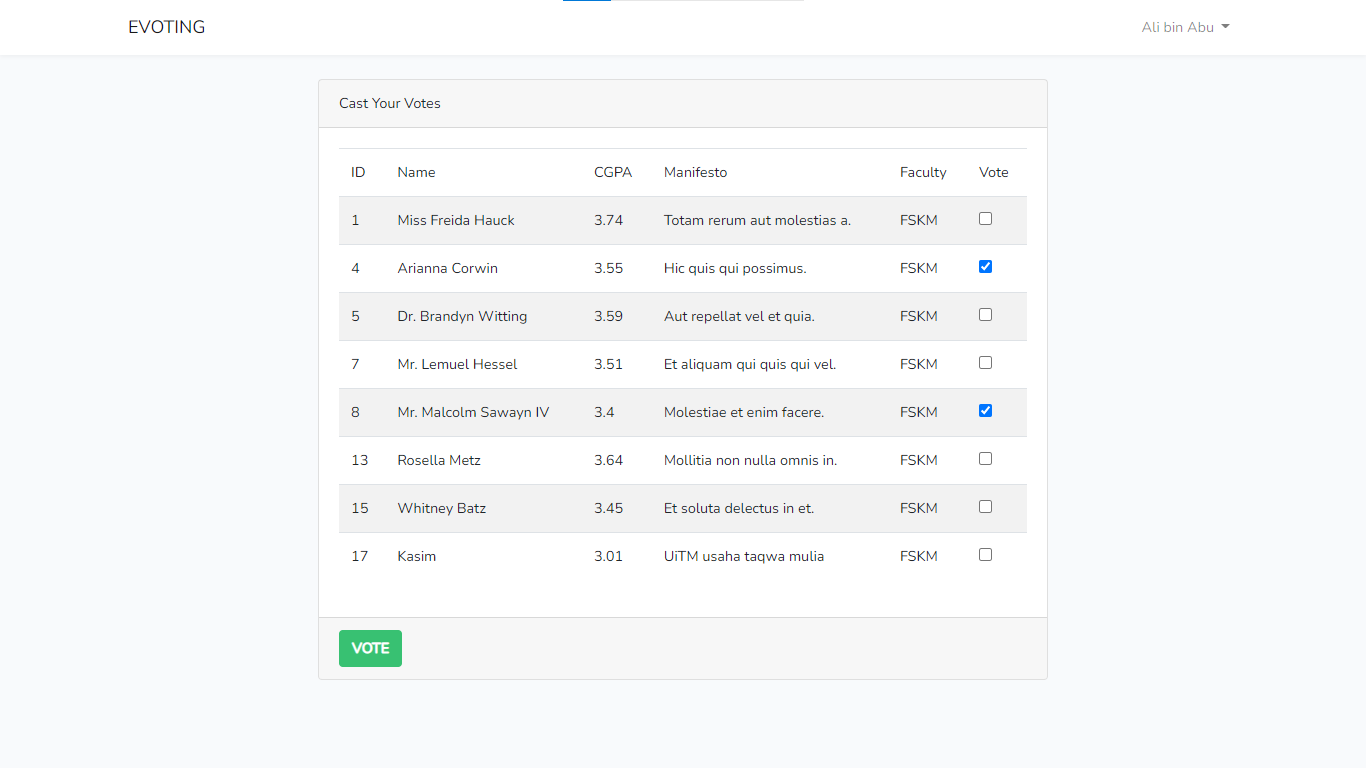 EVOTING Ali bin Abu
Cast Your Votes
ID Name CGPA Manifesto Faculty Vote
1 Miss Freida Hauck 3.74 Totam rerum aut molestias a. FSKM
4 Arianna Corwin 3.55 Hic quis qui possimus. FSKM
5 Dr. Brandyn Witting 3.59 Aut repellat vel et quia. FSKM
7 Mr. Lemuel Hessel 3.51 Et aliquam qui quis qui vel. FSKM
8 Mr. Malcolm Sawayn IV 3.4 Molestiae et enim facere. FSKM
13 Rosella Metz 3.64 Mollitia non nulla omnis in. FSKM
15 Whitney Batz 3.45 Et soluta delectus in et. FSKM
17 Kasim 3.01 UiTM usaha taqwa mulia FSKM
VOTE